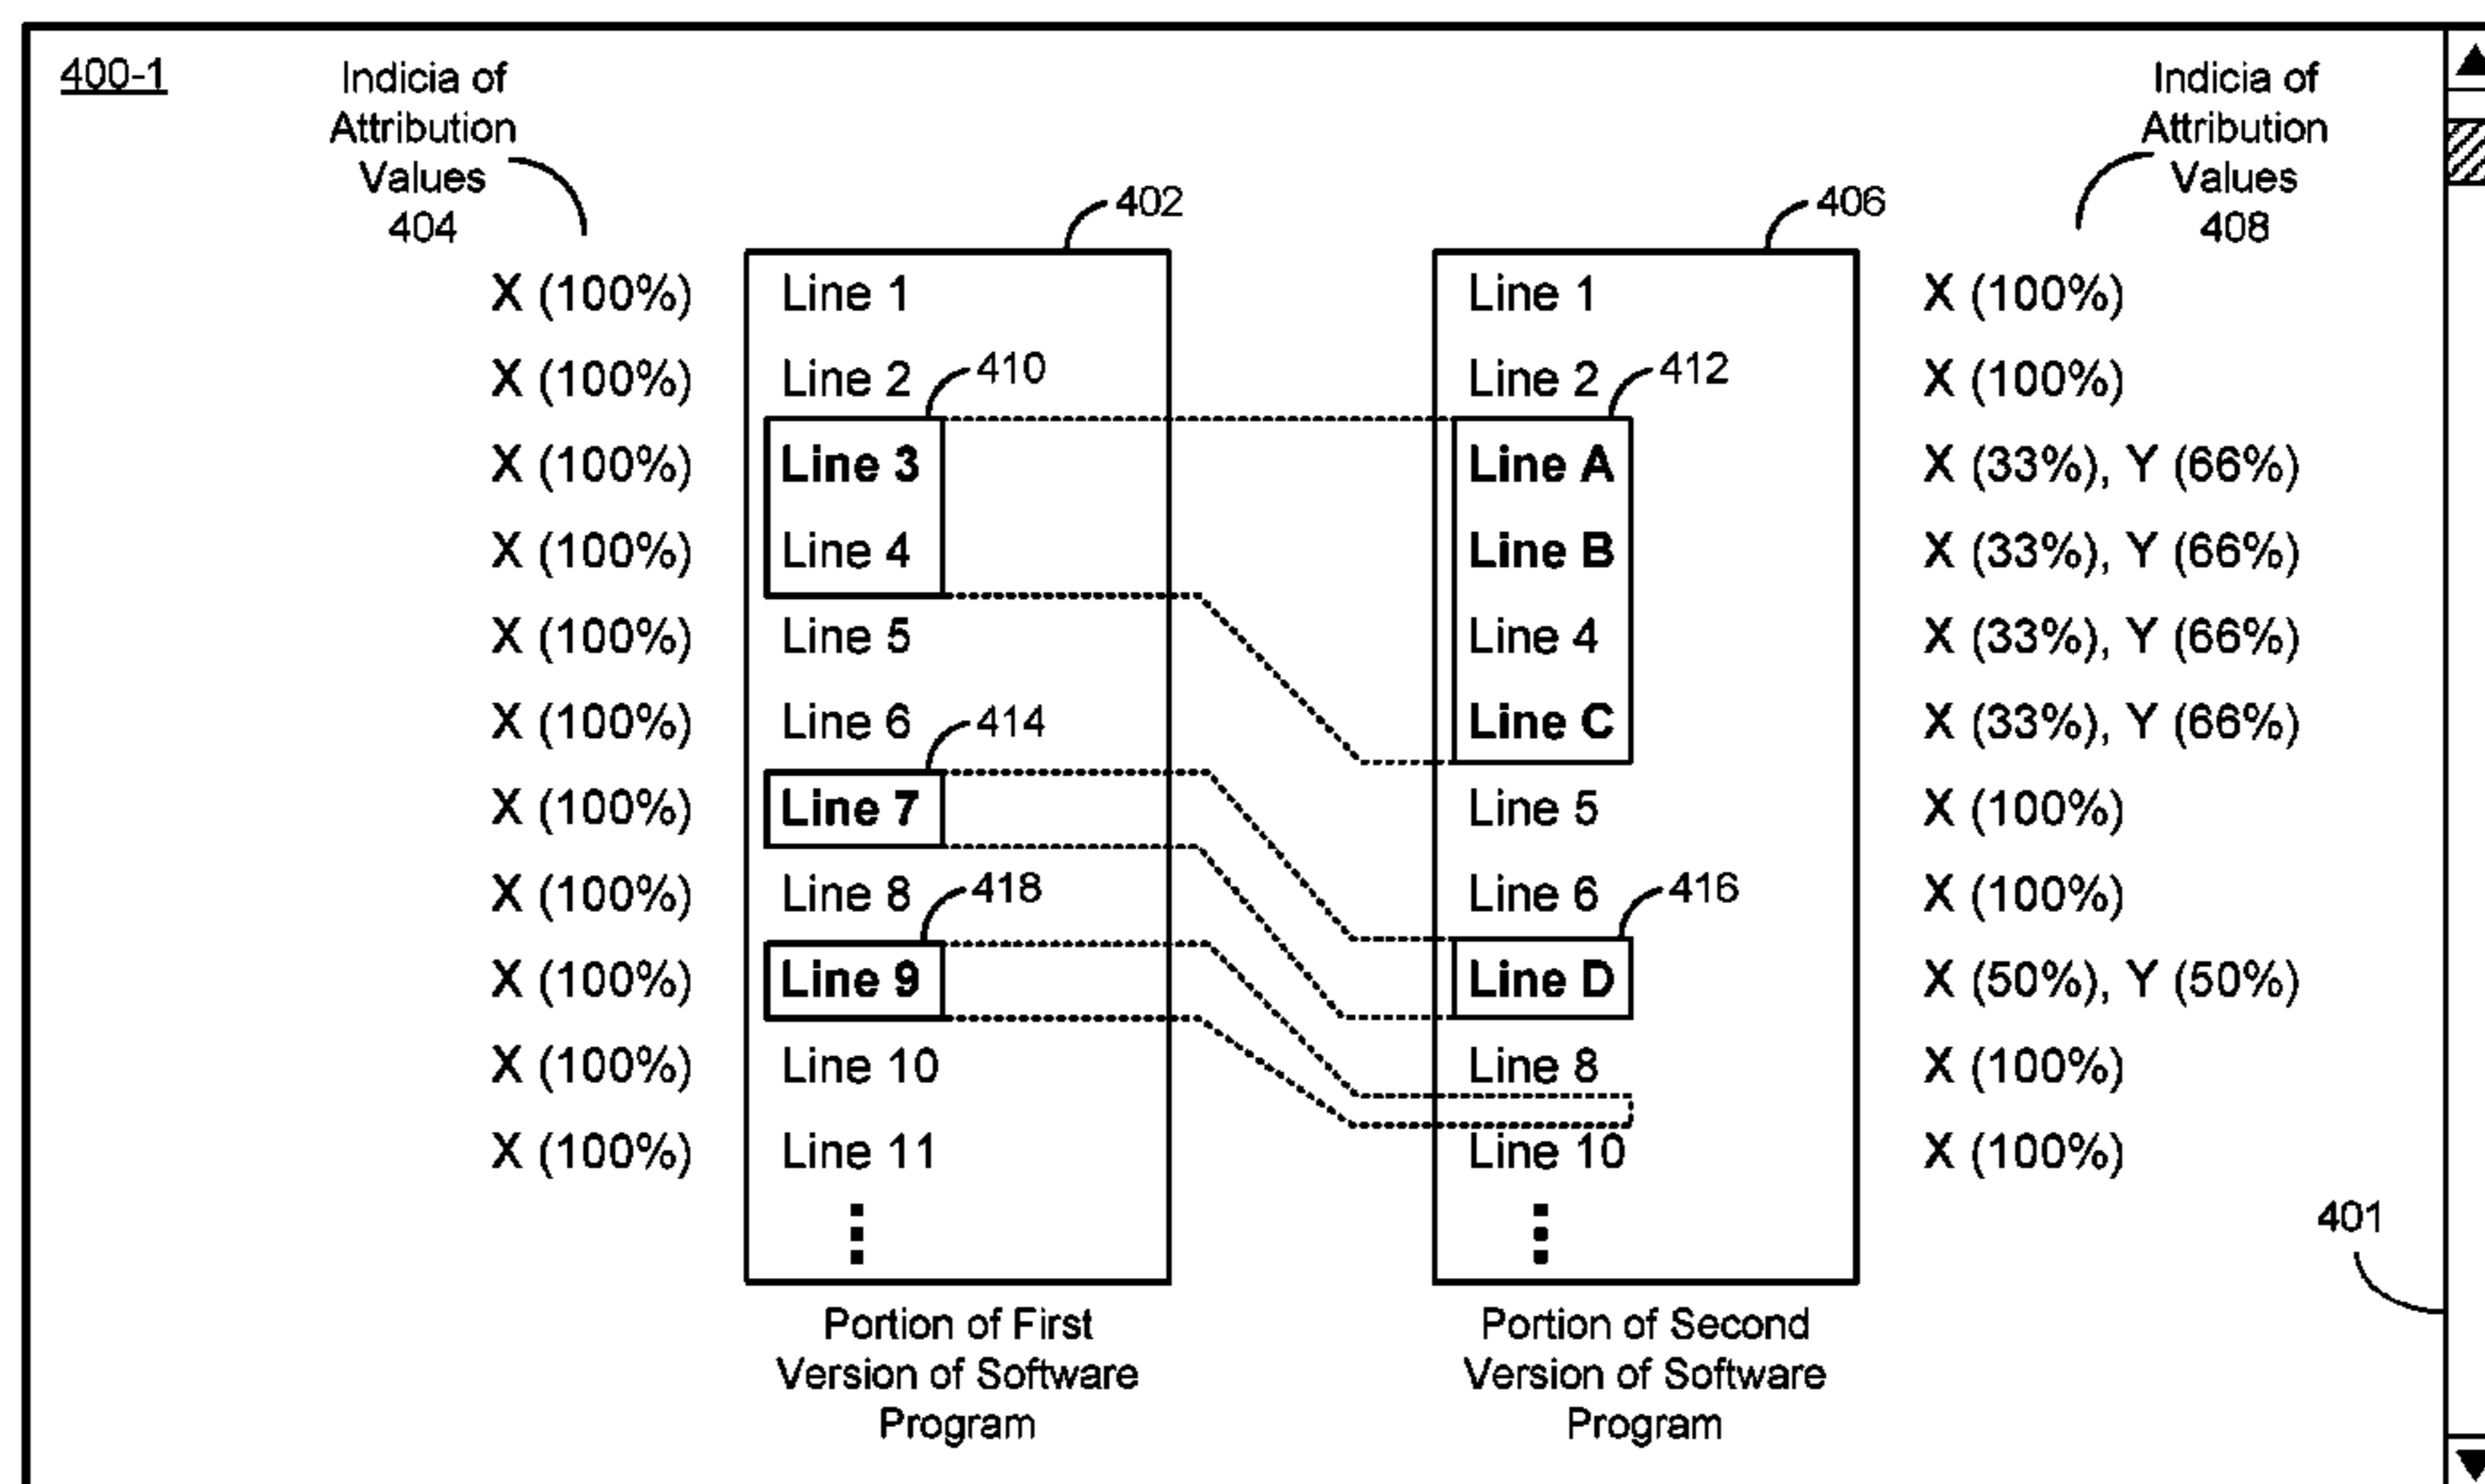 400-1
Indicia of
Attribution
Values
404
402
406
Indicia of
Attribution
Values
408
X (100%) Line 1 Line 1 X (100%)
X (100%) Line 2 410 Line 2 412 X (100%)
X (100%) Line 3 Line A X (33%), Y (66%)
X (100%) Line 4 Line B X (33%), Y (66%)
X (100%) Line 5 Line 4 X (33%), Y (66%)
X (100%) Line 6 414 Line C X (33%), Y (66%)
X (100%) Line 7 Line 5 X (100%)
X (100%) Line 8 418 Line 6 416 X (100%)
X (100%) Line 9 Line D X (50%), Y (50%)
X (100%) Line 10 Line 8 X (100%)
X (100%) Line 11 Line 10 X (100%)
401
Portion of First
Version of Software
Program
Portion of Second
Version of Software
Program